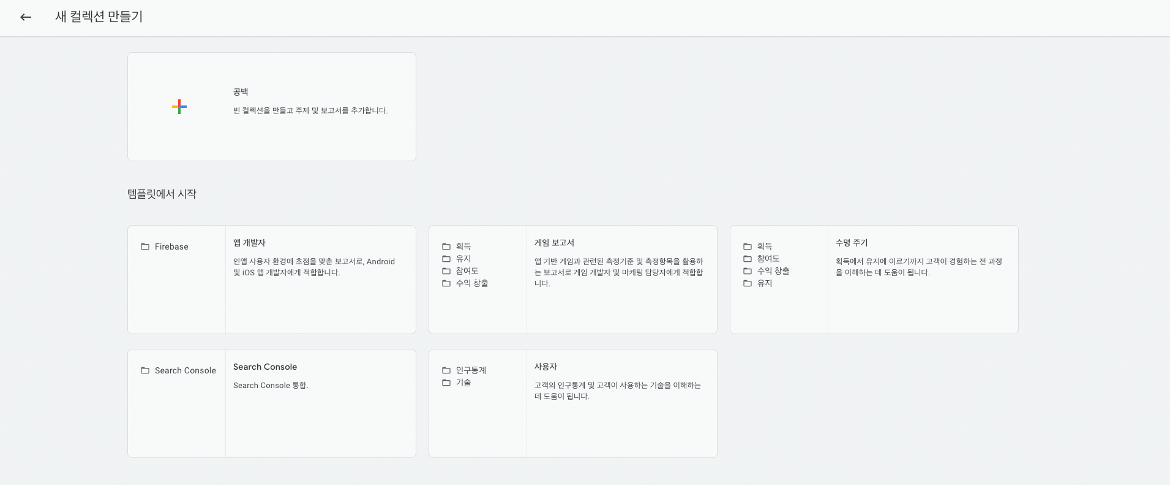 새 컬렉션 만들기
공백
빈 컬렉션을 만들고 주제 및 보고서를 추가합니다.
템플릿에서 시작
Firebase
앱 개발자
인앱 사용자 환경에 초점을 맞춘 보고서로, Android
및 iOS 앱 개발자에게 적합합니다.
획득
유지
참여도
수익 창출
게임 보고서
앱 기반 게임과 관련된 측정기준 및 측정항목을 활용하
는 보고서로 게임 개발자 및 마케팅 담당자에게 적합합
니다.
획득
참여도
수익 창출
유지
수명 주기
획득에서 유지에 이르기까지 고객이 경험하는 전 과정
을 이해하는 데 도움이 됩니다.
Search Console
Search Console
Search Console 통합.
인구통계
기술
사용자
고객의 인구통계 및 고객이 사용하는 기술을 이해하는
데 도움이 됩니다.